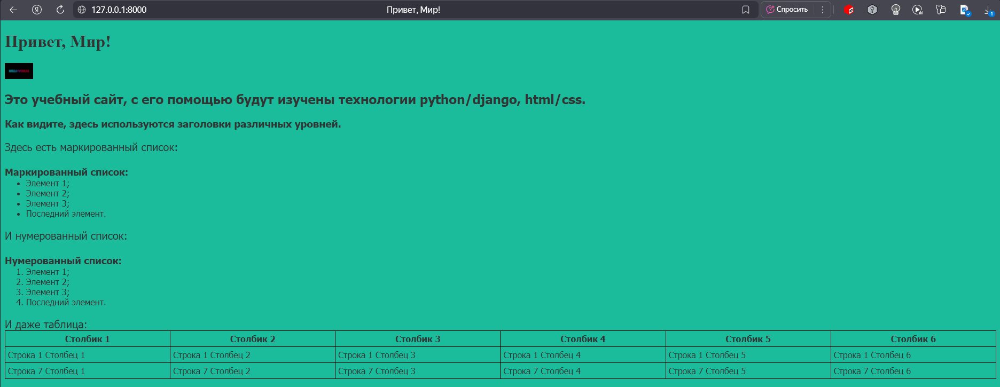 127.0.0.1:8000 Привет, Мир! Спросить
1
Привет, Мир!
Это учебный сайт, с его помощью будут изучены технологии python/django, html/css.
Как видите, здесь используются заголовки различных уровней.
Здесь есть маркированный список:
Маркированный список:
• Элемент 1;
• Элемент 2;
• Элемент 3;
• Последний элемент.
И нумерованный список:
Нумерованный список:
1. Элемент 1;
2. Элемент 2;
3. Элемент 3;
4. Последний элемент.
И даже таблица:
Столбик 1 Столбик 2 Столбик 3 Столбик 4 Столбик 5 Столбик 6
Строка 1 Столбец 1 Строка 1 Столбец 2 Строка 1 Столбец 3 Строка 1 Столбец 4 Строка 1 Столбец 5 Строка 1 Столбец 6
Строка 7 Столбец 1 Строка 7 Столбец 2 Строка 7 Столбец 3 Строка 7 Столбец 4 Строка 7 Столбец 5 Строка 7 Столбец 6